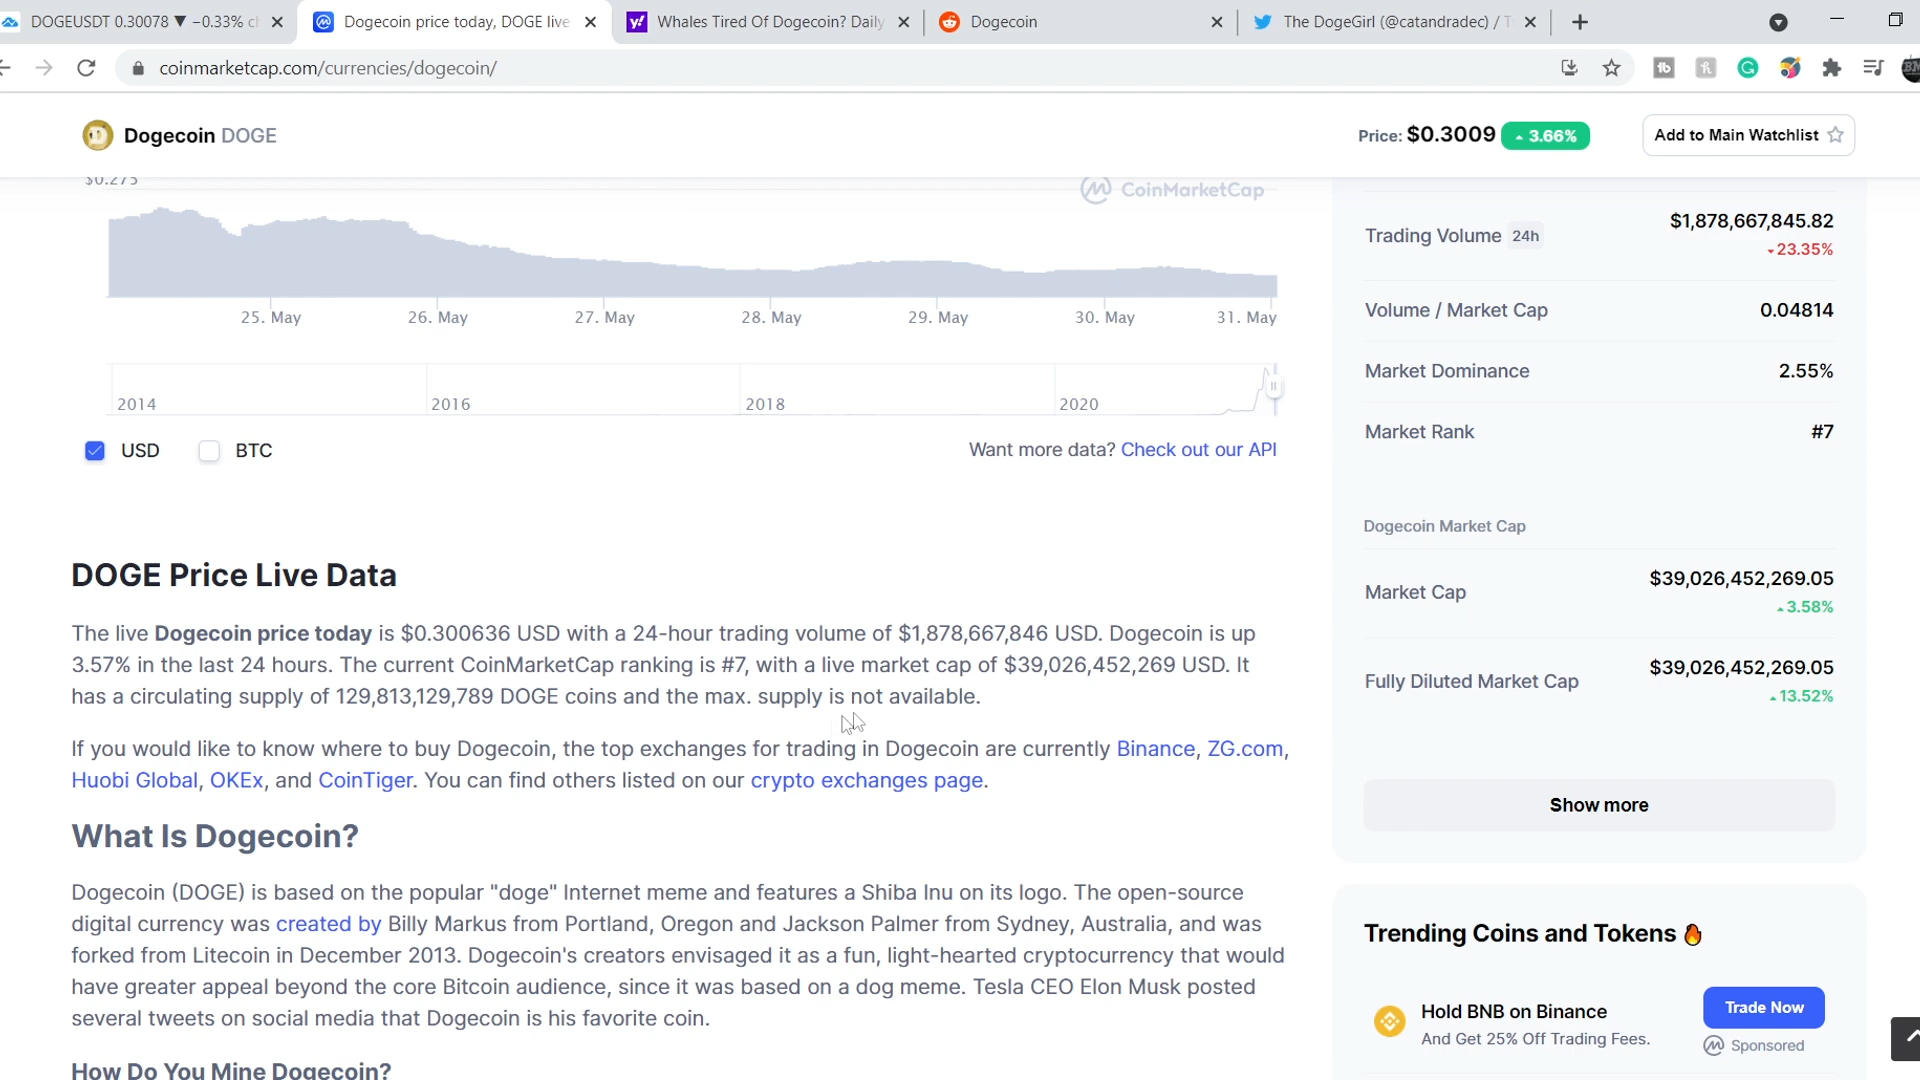 DOGEUSDT 0.30078 ▼ −0.33%
Dogecoin price today, DOGE live
Whales Tired Of Dogecoin? Daily
Dogecoin
The DogeGirl (@catandradec) /
coinmarketcap.com/currencies/dogecoin/
Dogecoin DOGE
Price: $0.3009 3.66%
Add to Main Watchlist
$0.275
CoinMarketCap
25. May 26. May 27. May 28. May 29. May 30. May 31. May
2014 2016 2018 2020
USD BTC
Want more data? Check out our API
DOGE Price Live Data
The live Dogecoin price today is $0.300636 USD with a 24-hour trading volume of $1,878,667,846 USD. Dogecoin is up
3.57% in the last 24 hours. The current CoinMarketCap ranking is #7, with a live market cap of $39,026,452,269 USD. It
has a circulating supply of 129,813,129,789 DOGE coins and the max. supply is not available.
If you would like to know where to buy Dogecoin, the top exchanges for trading in Dogecoin are currently Binance, ZG.com,
Huobi Global, OKEx, and CoinTiger. You can find others listed on our crypto exchanges page.
What Is Dogecoin?
Dogecoin (DOGE) is based on the popular "doge" Internet meme and features a Shiba Inu on its logo. The open-source
digital currency was created by Billy Markus from Portland, Oregon and Jackson Palmer from Sydney, Australia, and was
forked from Litecoin in December 2013. Dogecoin's creators envisaged it as a fun, light-hearted cryptocurrency that would
have greater appeal beyond the core Bitcoin audience, since it was based on a dog meme. Tesla CEO Elon Musk posted
several tweets on social media that Dogecoin is his favorite coin.
How Do You Mine Dogecoin?
Trading Volume 24h
$1,878,667,845.82
23.35%
Volume / Market Cap 0.04814
Market Dominance 2.55%
Market Rank #7
Dogecoin Market Cap
Market Cap
$39,026,452,269.05
3.58%
Fully Diluted Market Cap
$39,026,452,269.05
13.52%
Show more
Trending Coins and Tokens
Hold BNB on Binance
And Get 25% Off Trading Fees.
Trade Now
Sponsored